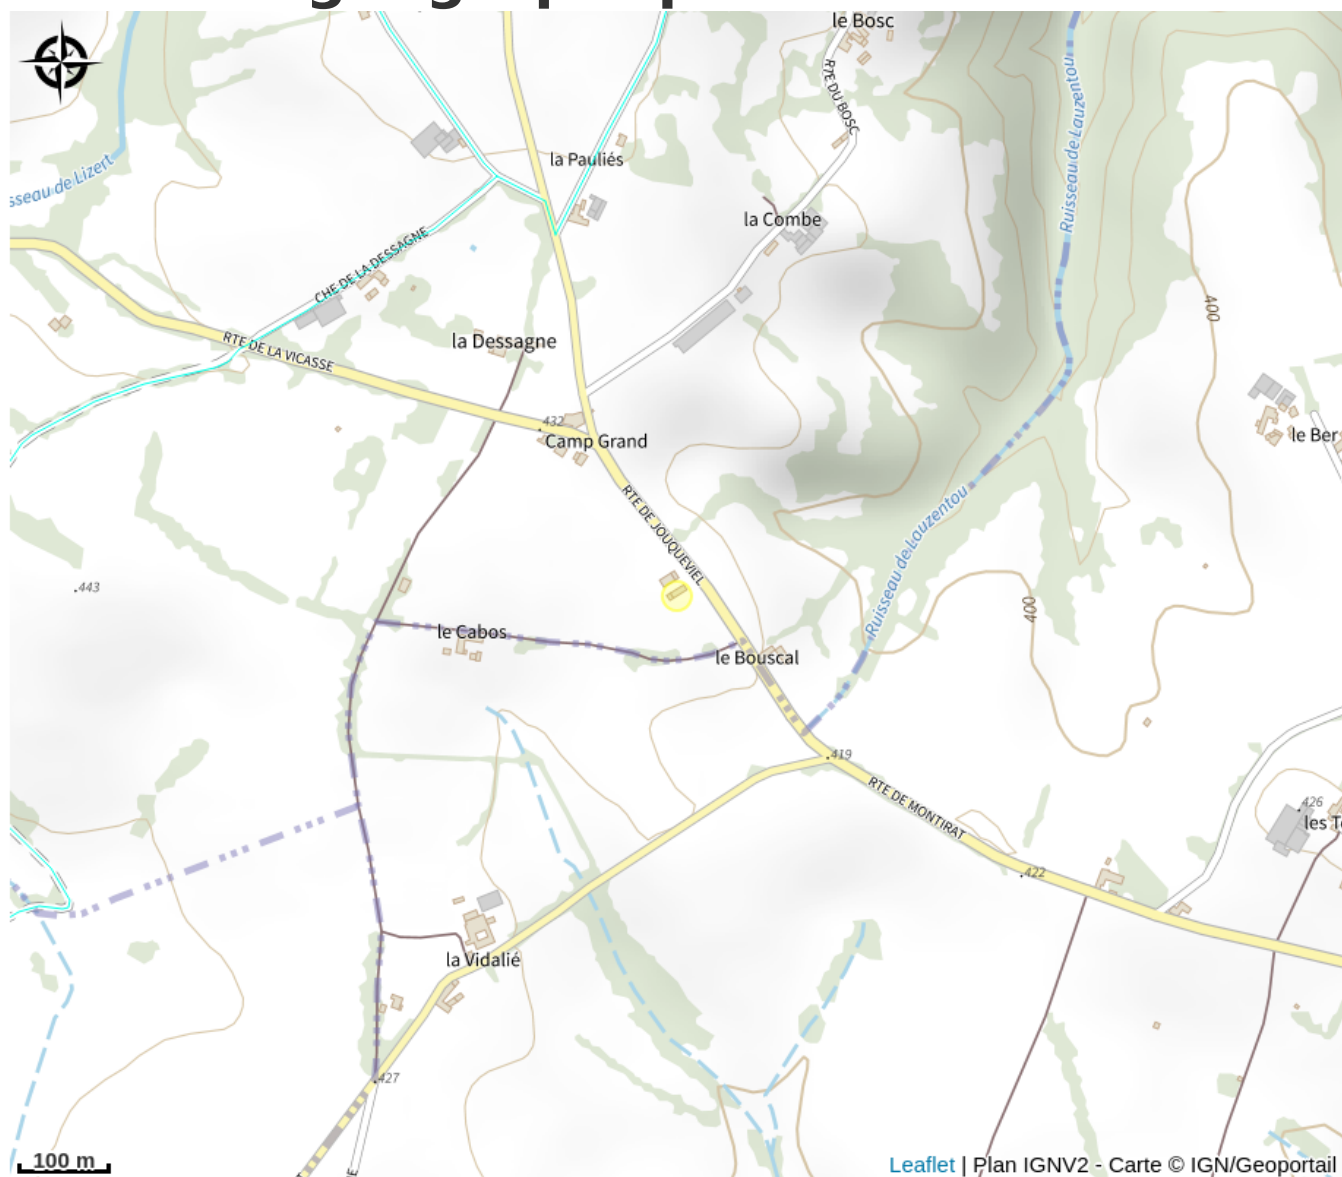 le Bosc
RTE DU BOSC
Ruisseau de Lauzentou
la Pauliés
sseau de Lizert
la Combe
CHE DE LA DESSAGNE
400
RTE DE LA VICASSE
la Dessagne
432
Camp Grand
le Ber
RTE DE JOUQUEVIEL
Ruisseau de Lauzentou
443
400
le Cabos
le Bouscal
419
RTE DE MONTIRAT
426
les T
422
la Vidalié
427
100 m
Leaflet | Plan IGNV2 - Carte © IGN/Geoportail